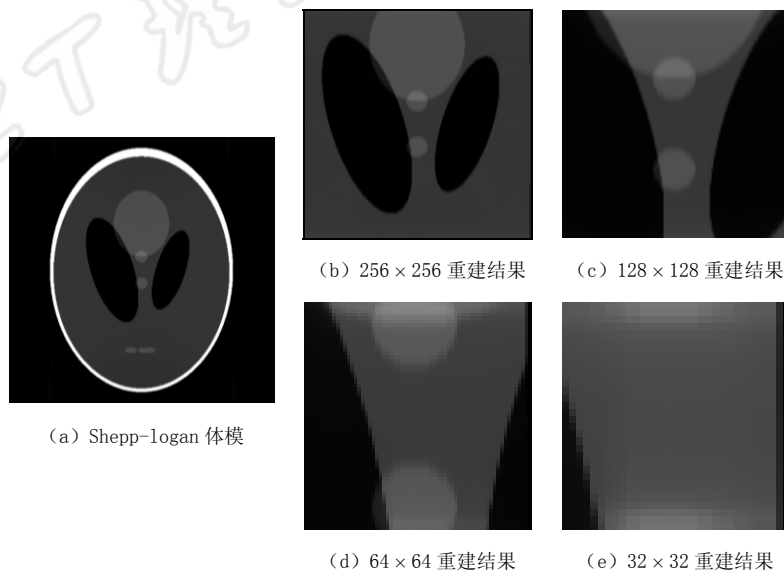 (b) 256×256 重建结果
(c) 128×128 重建结果
(a) Shepp-logan 体模
(d) 64×64 重建结果
(e) 32×32 重建结果